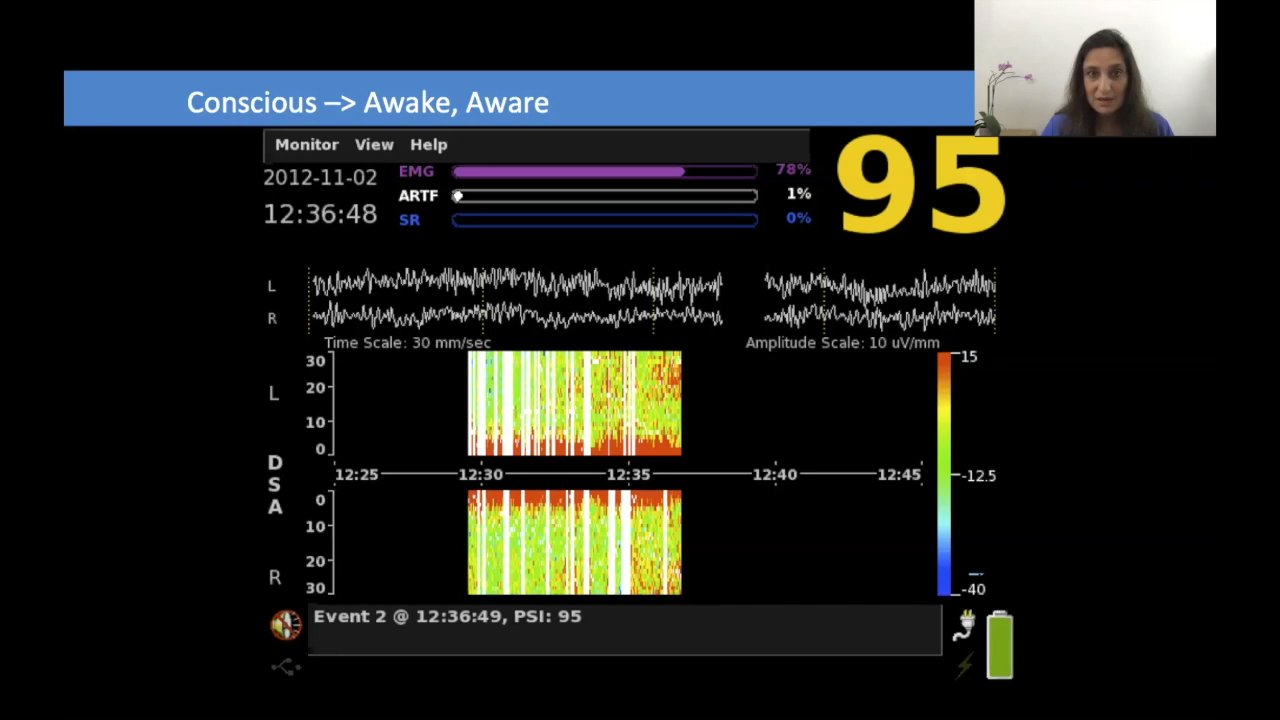 Conscious –> Awake, Aware
Monitor View Help
95
2012-11-02
12:36:48
EMG 78%
ARTF 1%
SR 0%
L
R
Time Scale: 30 mm/sec
Amplitude Scale: 10 uV/mm
L
30
20
10
0
15
-12.5
-40
DSA
12:25 12:30 12:35 12:40 12:45
0
10
20
30
R
Event 2 @ 12:36:49, PSI: 95